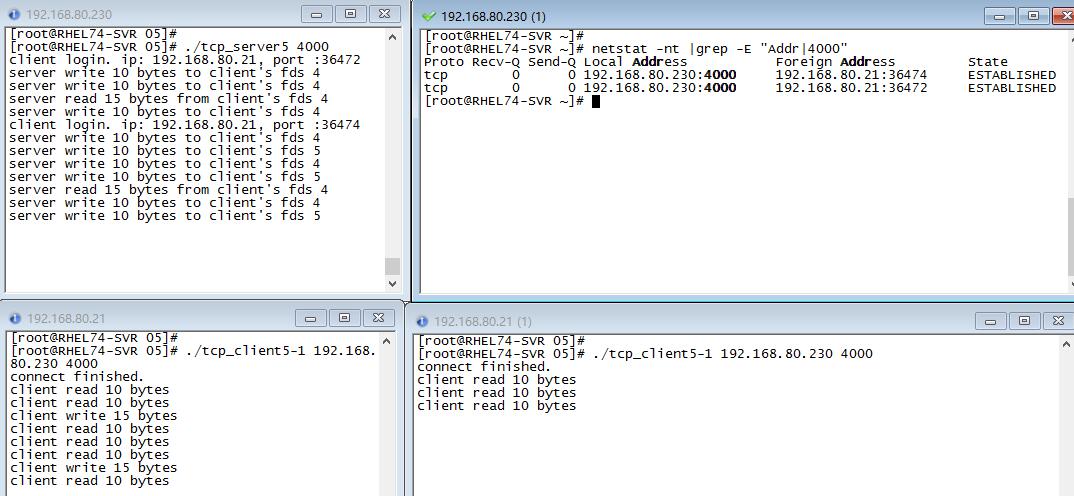 192.168.80.230
[root@RHEL74-SVR 05]#
[root@RHEL74-SVR 05]# ./tcp_server5 4000
client login. ip: 192.168.80.21, port :36472
server write 10 bytes to client's fds 4
server write 10 bytes to client's fds 4
server read 15 bytes from client's fds 4
server write 10 bytes to client's fds 4
client login. ip: 192.168.80.21, port :36474
server write 10 bytes to client's fds 4
server write 10 bytes to client's fds 5
server write 10 bytes to client's fds 4
server write 10 bytes to client's fds 5
server read 15 bytes from client's fds 4
server write 10 bytes to client's fds 4
server write 10 bytes to client's fds 5
192.168.80.230 (1)
[root@RHEL74-SVR ~]#
[root@RHEL74-SVR ~]# netstat -nt |grep -E "Addr|4000"
Proto Recv-Q Send-Q Local Address Foreign Address State
tcp 0 0 192.168.80.230:4000 192.168.80.21:36474 ESTABLISHED
tcp 0 0 192.168.80.230:4000 192.168.80.21:36472 ESTABLISHED
[root@RHEL74-SVR ~]#
192.168.80.21
[root@RHEL74-SVR 05]#
[root@RHEL74-SVR 05]# ./tcp_client5-1 192.168.
80.230 4000
connect finished.
client read 10 bytes
client read 10 bytes
client write 15 bytes
client read 10 bytes
client read 10 bytes
client read 10 bytes
client write 15 bytes
client read 10 bytes
192.168.80.21 (1)
[root@RHEL74-SVR 05]#
[root@RHEL74-SVR 05]# ./tcp_client5-1 192.168.80.230 4000
connect finished.
client read 10 bytes
client read 10 bytes
client read 10 bytes